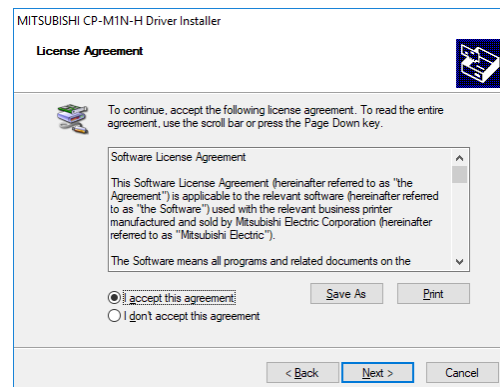 MITSUBISHI CP-M1N-H Driver Installer
License Agreement
To continue, accept the following license agreement. To read the entire
agreement, use the scroll bar or press the Page Down key.
Software License Agreement
This Software License Agreement (hereinafter referred to as "the
Agreement") is applicable to the relevant software (hereinafter referred
to as "the Software") used with the relevant business printer
manufactured and sold by Mitsubishi Electric Corporation (hereinafter
referred to as "Mitsubishi Electric").
The Software means all programs and related documents on the
I accept this agreement
Save As
Print
I don't accept this agreement
< Back
Next >
Cancel